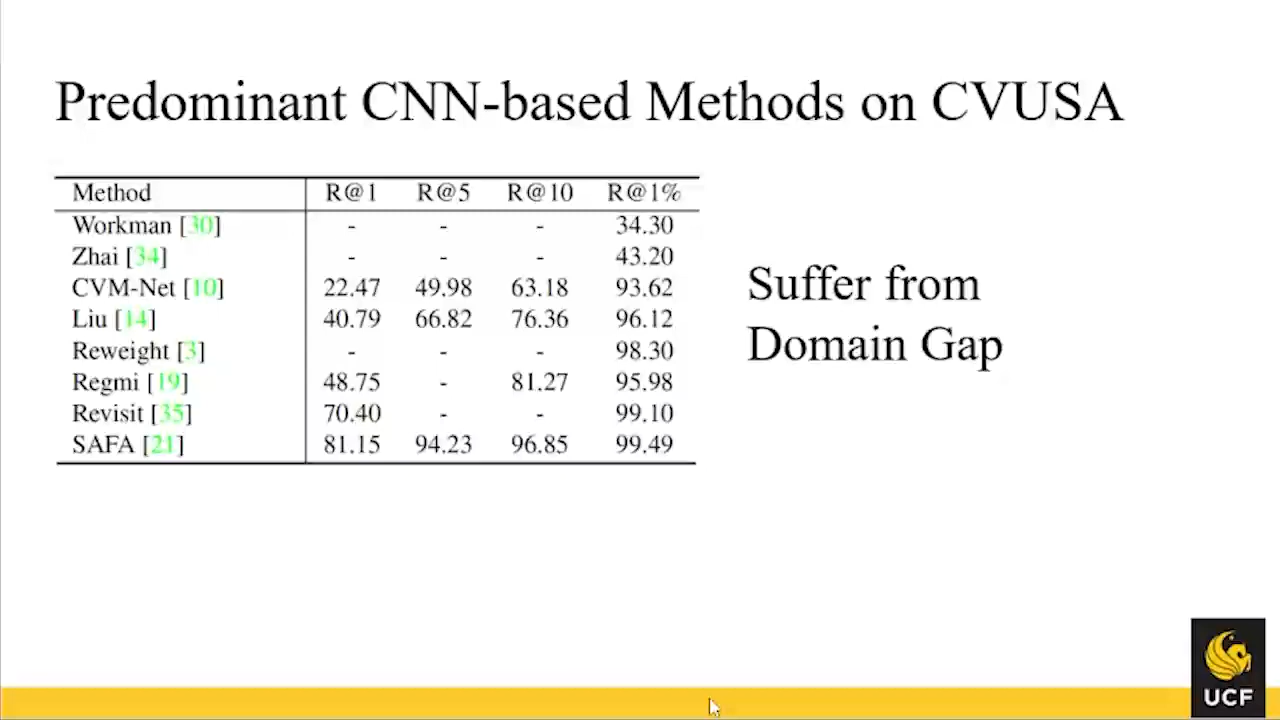 Predominant CNN-based Methods on CVUSA
Method R@1 R@5 R@10 R@1%
Workman [30] - - - 34.30
Zhai [34] - - - 43.20
CVM-Net [10] 22.47 49.98 63.18 93.62
Liu [14] 40.79 66.82 76.36 96.12
Reweight [3] - - - 98.30
Regmi [19] 48.75 - 81.27 95.98
Revisit [35] 70.40 - - 99.10
SAFA [21] 81.15 94.23 96.85 99.49
Suffer from
Domain Gap
UCF